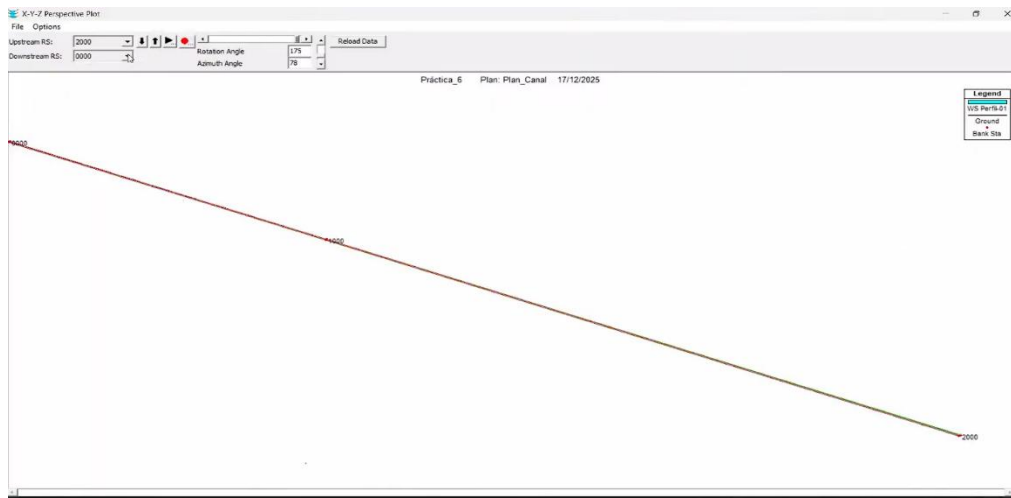 X-Y-Z Perspective Plot
File Options
Upstream RS: 2000
Downstream RS: 0000
Rotation Angle 175
Azimuth Angle 78
Reload Data
Práctica_6 Plan: Plan_Canal 17/12/2025
Legend
WS Perfil-01
Ground
Bank Sta
0000
1000
2000